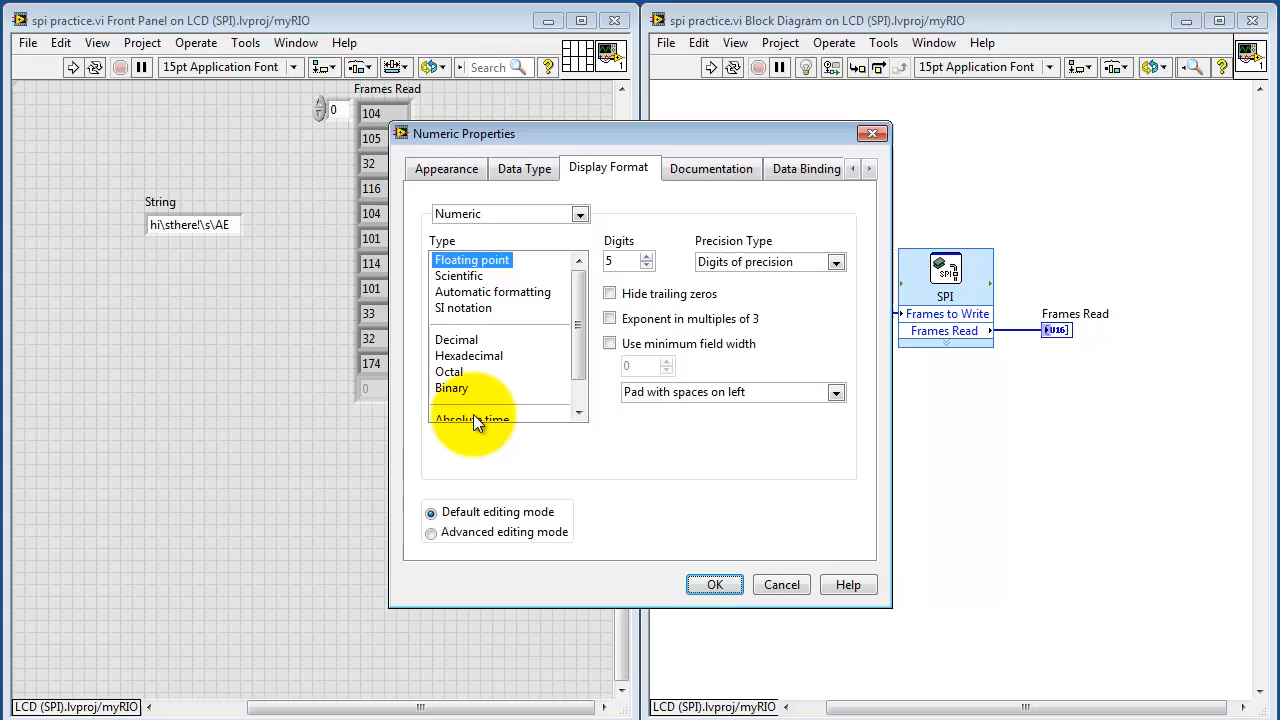 spi practice.vi Front Panel on LCD (SPI).lvproj/myRIO
File Edit View Project Operate Tools Window Help
15pt Application Font
Search
Frames Read
0
104
105
32
116
104
101
114
101
33
32
174
0
String
hi\sthere!\s\AE
LCD (SPI).lvproj/myRIO
Numeric Properties
Appearance Data Type Display Format Documentation Data Binding
Numeric
Type
Floating point
Scientific
Automatic formatting
SI notation
Decimal
Hexadecimal
Octal
Binary
Absolute time
Digits
5
Precision Type
Digits of precision
Hide trailing zeros
Exponent in multiples of 3
Use minimum field width
0
Pad with spaces on left
Default editing mode
Advanced editing mode
OK Cancel Help
spi practice.vi Block Diagram on LCD (SPI).lvproj/myRIO
File Edit View Project Operate Tools Window Help
15pt Application Font
SPI
SPI
Frames to Write
Frames Read
Frames Read
U16
LCD (SPI).lvproj/myRIO